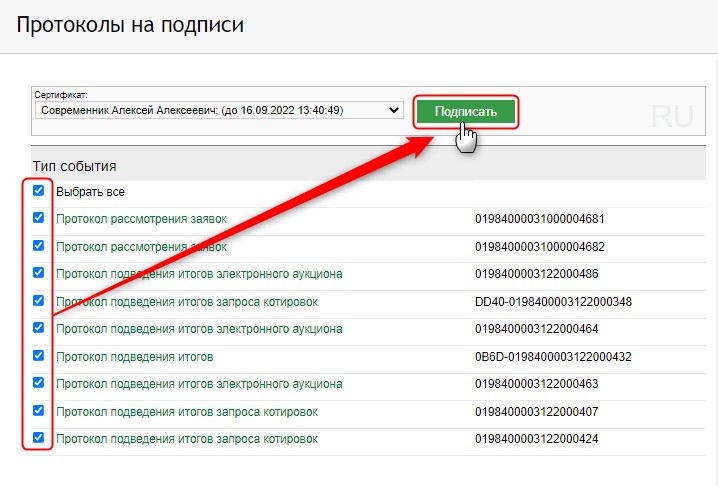 Протоколы на подписи
Сертификат:
Современник Алексей Алексеевич; (до 16.09.2022 13:40:49)
Подписать
RU
Тип события
Выбрать все
Протокол рассмотрения заявок 01984000031000004681
Протокол рассмотрения заявок 01984000031000004682
Протокол подведения итогов электронного аукциона 0198400003122000486
Протокол подведения итогов запроса котировок DD40-0198400003122000348
Протокол подведения итогов электронного аукциона 0198400003122000464
Протокол подведения итогов 0B6D-0198400003122000432
Протокол подведения итогов электронного аукциона 0198400003122000463
Протокол подведения итогов запроса котировок 0198400003122000407
Протокол подведения итогов запроса котировок 0198400003122000424